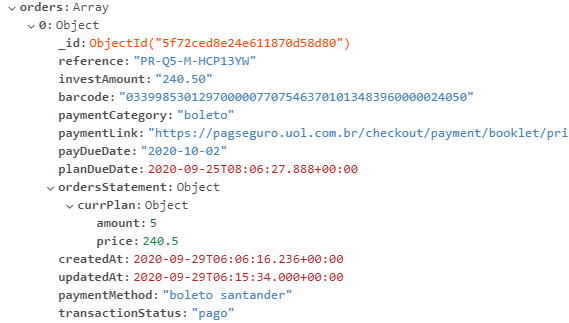 orders: Array
0: Object
_id: ObjectId("5f72ced8e24e611870d58d80")
reference: "PR-Q5-M-HCP13YW"
investAmount: "240.50"
barcode: "03399853012970000077075463701013483960000024050"
paymentCategory: "boleto"
paymentLink: "https://pagseguro.uol.com.br/checkout/payment/booklet/pri
payDueDate: "2020-10-02"
planDueDate: 2020-09-25T08:06:27.888+00:00
ordersStatement: Object
currPlan: Object
amount: 5
price: 240.5
createdAt: 2020-09-29T06:06:16.236+00:00
updatedAt: 2020-09-29T06:15:34.000+00:00
paymentMethod: "boleto santander"
transactionStatus: "pago"